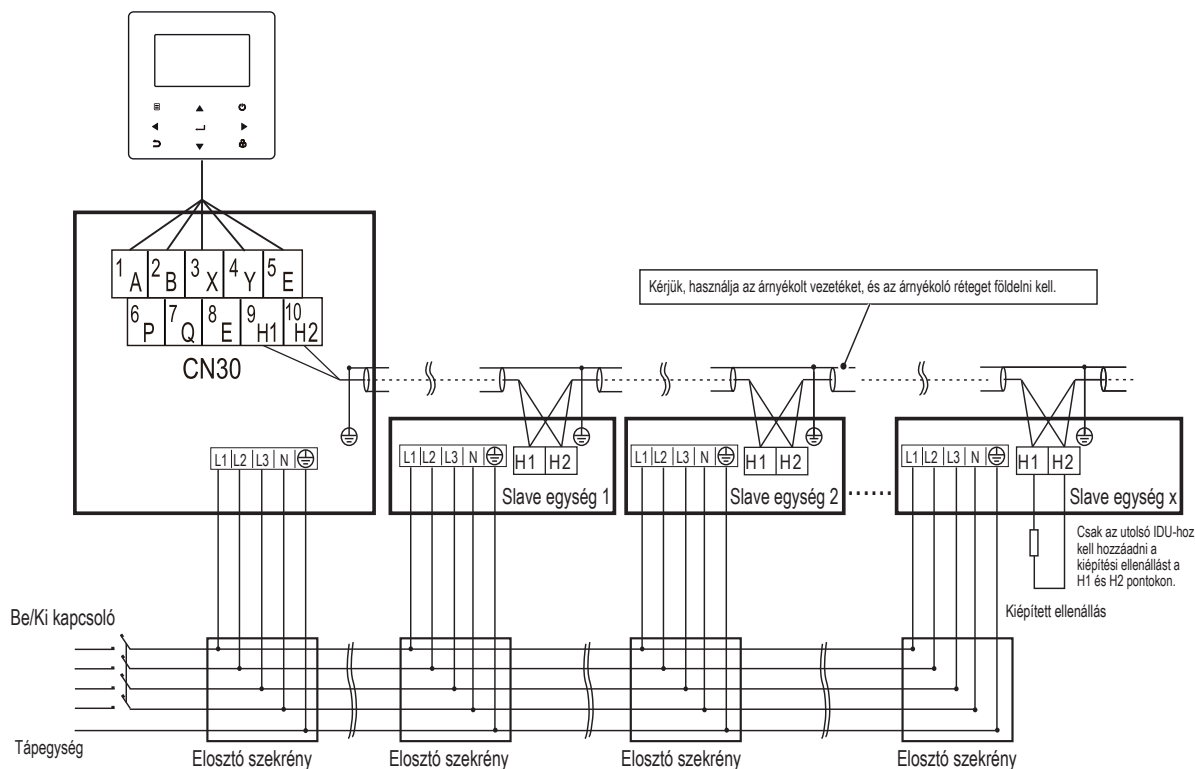 1 A 2 B 3 X 4 Y 5 E
6 P 7 Q 8 E 9 H1 10 H2
CN30
Kérjük, használja az árnyékolt vezetéket, és az árnyékoló réteget földelni kell.
L1 L2 L3 N
L1 L2 L3 N
H1 H2
Slave egység 1
L1 L2 L3 N
H1 H2
Slave egység 2
......
L1 L2 L3 N
H1 H2
Slave egység x
Csak az utolsó IDU-hoz
kell hozzáadni a
kiépítési ellenállást a
H1 és H2 pontokon.
Kiépített ellenállás
Be/Ki kapcsoló
Tápegység
Elosztó szekrény
Elosztó szekrény
Elosztó szekrény
Elosztó szekrény